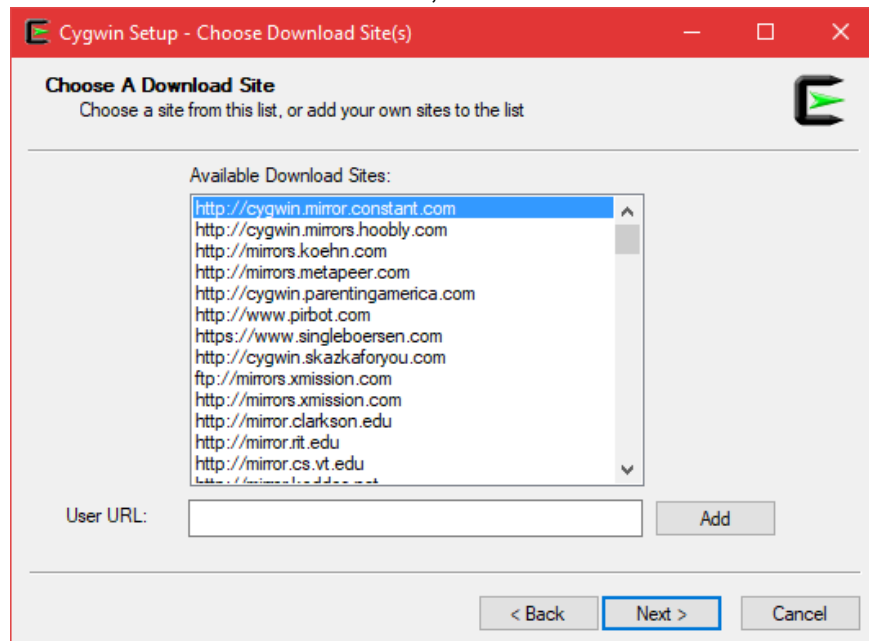 Cygwin Setup - Choose Download Site(s)
Choose A Download Site
Choose a site from this list, or add your own sites to the list
Available Download Sites:
http://cygwin.mirror.constant.com
http://cygwin.mirrors.hoobly.com
http://mirrors.koehn.com
http://mirrors.metapeer.com
http://cygwin.parentingamerica.com
http://www.pirbot.com
https://www.singleboersen.com
http://cygwin.skazkaforyou.com
ftp://mirrors.xmission.com
http://mirrors.xmission.com
http://mirror.clarkson.edu
http://mirror.rit.edu
http://mirror.cs.vt.edu
User URL:
Add
< Back
Next >
Cancel